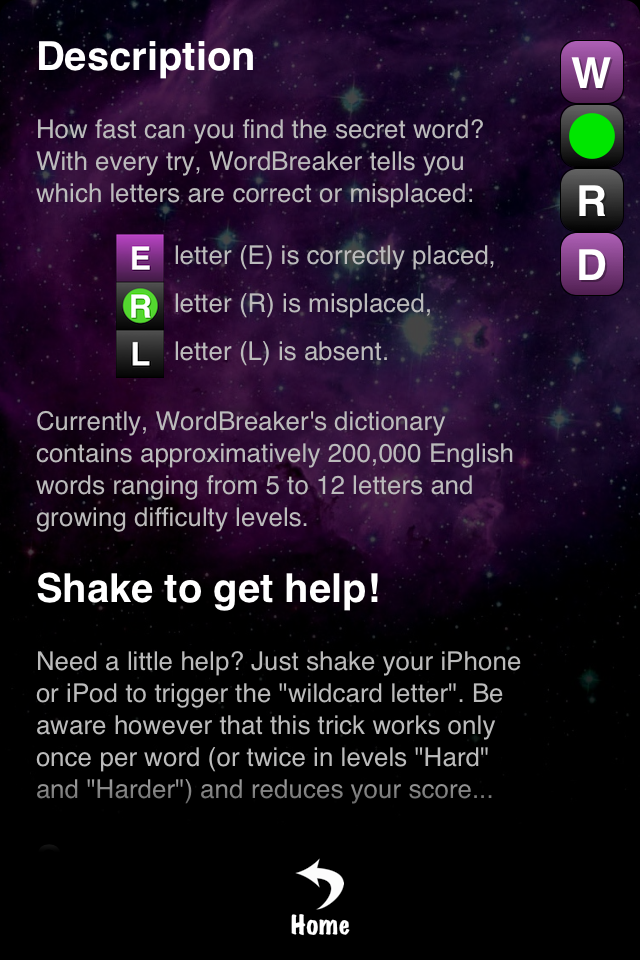 Description
W
R
D
How fast can you find the secret word?
With every try, WordBreaker tells you
which letters are correct or misplaced:
E letter (E) is correctly placed,
R letter (R) is misplaced,
L letter (L) is absent.
Currently, WordBreaker's dictionary
contains approximatively 200,000 English
words ranging from 5 to 12 letters and
growing difficulty levels.
Shake to get help!
Need a little help? Just shake your iPhone
or iPod to trigger the "wildcard letter". Be
aware however that this trick works only
once per word (or twice in levels "Hard"
and "Harder") and reduces your score...
Home